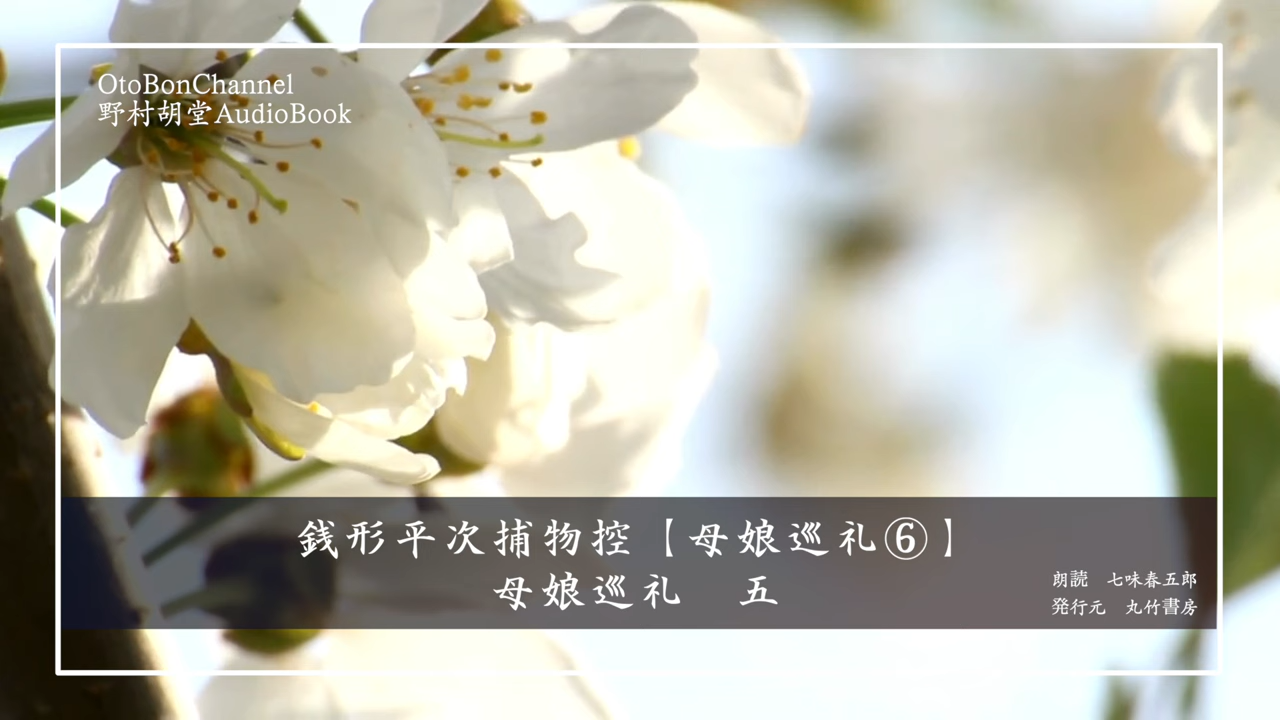 OtoBonChannel
野村胡堂AudioBook
銭形平次捕物控【母娘巡礼⑥】
母娘巡礼　五
朗読　七味春五郎
発行元　丸竹書房